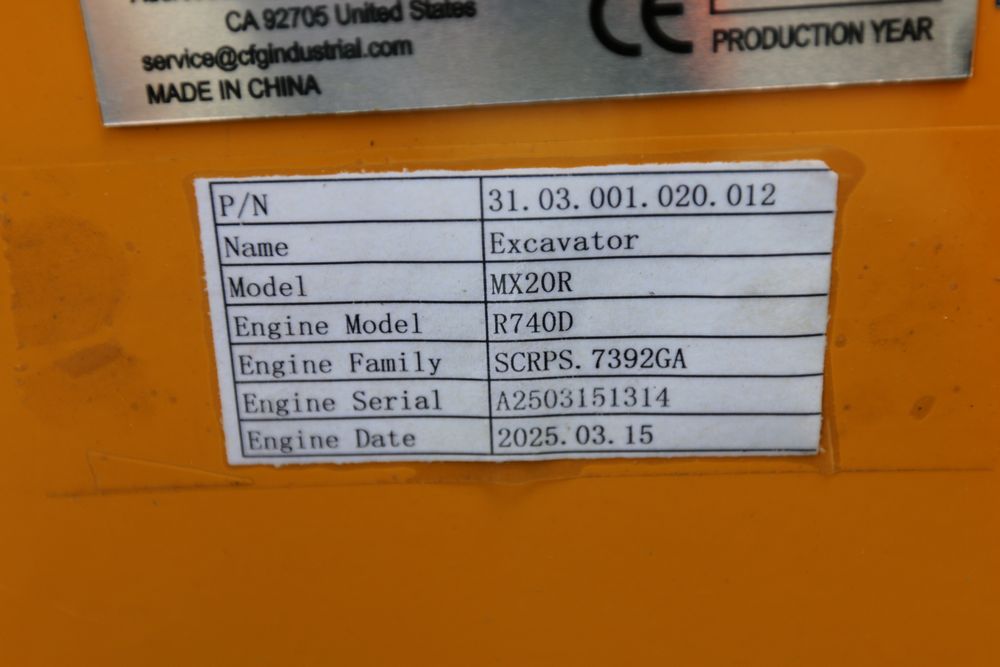 CA 92705 United States
service@cfgindustrial.com
MADE IN CHINA
CE
PRODUCTION YEAR
P/N 31.03.001.020.012
Name Excavator
Model MX20R
Engine Model R740D
Engine Family SCRPS.7392GA
Engine Serial A2503151314
Engine Date 2025.03.15